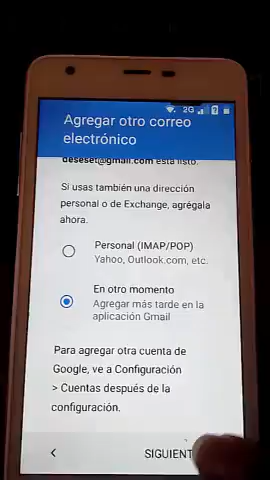 2G
Agregar otro correo
electrónico
deseset@gmail.com está listo.
Si usas también una dirección
personal o de Exchange, agrégala
ahora.
Personal (IMAP/POP)
Yahoo, Outlook.com, etc.
En otro momento
Agregar más tarde en la
aplicación Gmail
Para agregar otra cuenta de
Google, ve a Configuración
> Cuentas después de la
configuración.
SIGUIENT